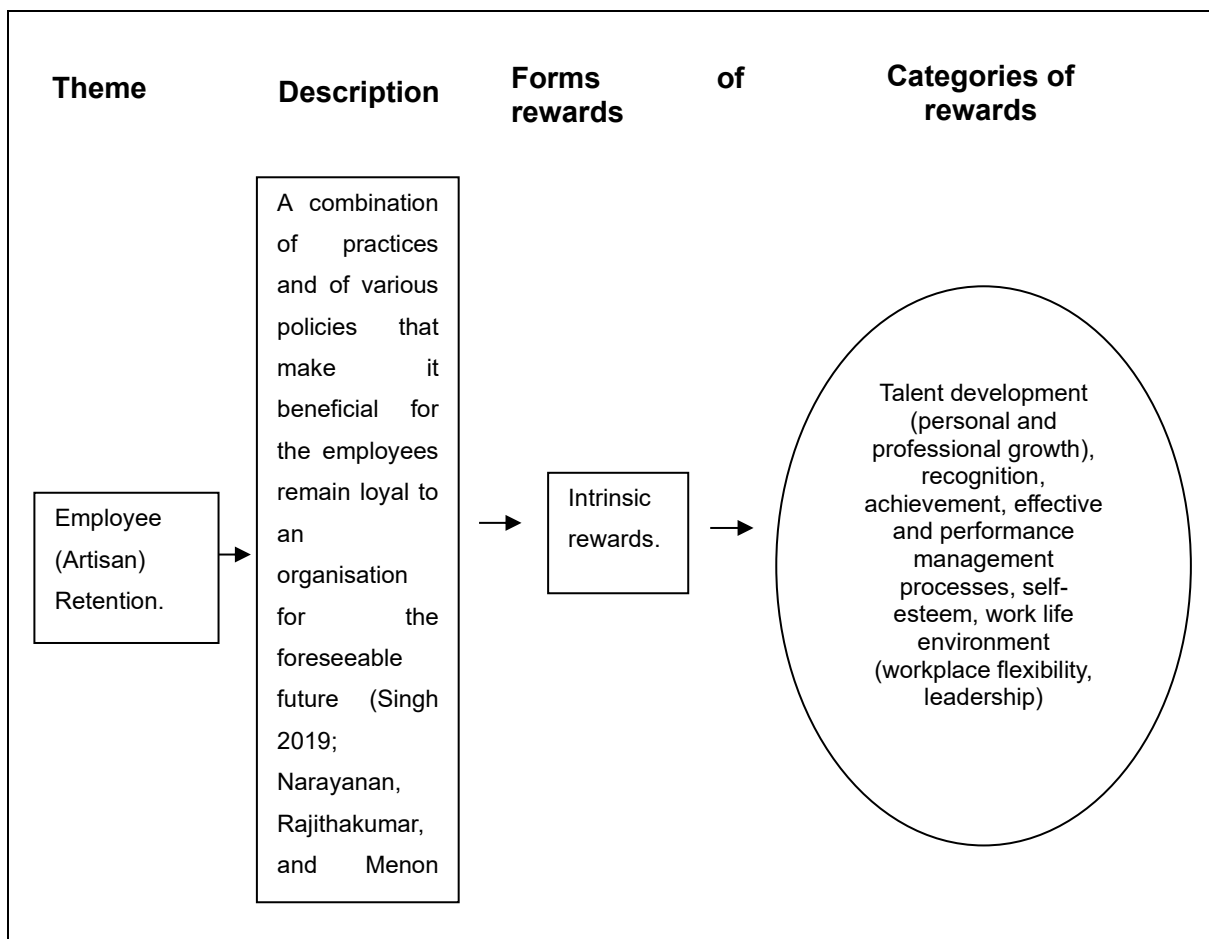 Theme
Description
Forms of
rewards
Categories of
rewards
Employee
(Artisan)
Retention.
A combination
of practices
and of various
policies that
make it
beneficial for
the employees
remain loyal to
an
organisation
for the
foreseeable
future (Singh
2019;
Narayanan,
Rajithakumar,
and Menon
Intrinsic
rewards.
Talent development
(personal and
professional growth),
recognition,
achievement, effective
and performance
management
processes, self-
esteem, work life
environment
(workplace flexibility,
leadership)